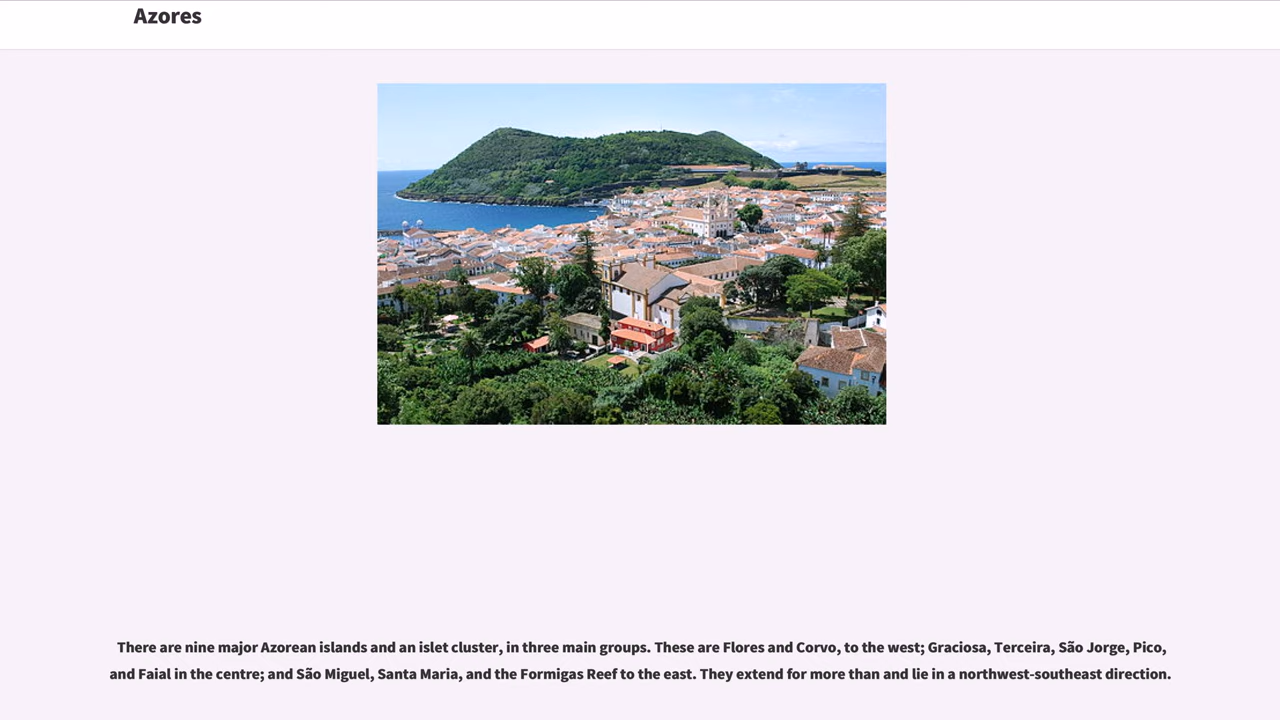 Azores
There are nine major Azorean islands and an islet cluster, in three main groups. These are Flores and Corvo, to the west; Graciosa, Terceira, São Jorge, Pico,
and Faial in the centre; and São Miguel, Santa Maria, and the Formigas Reef to the east. They extend for more than and lie in a northwest-southeast direction.